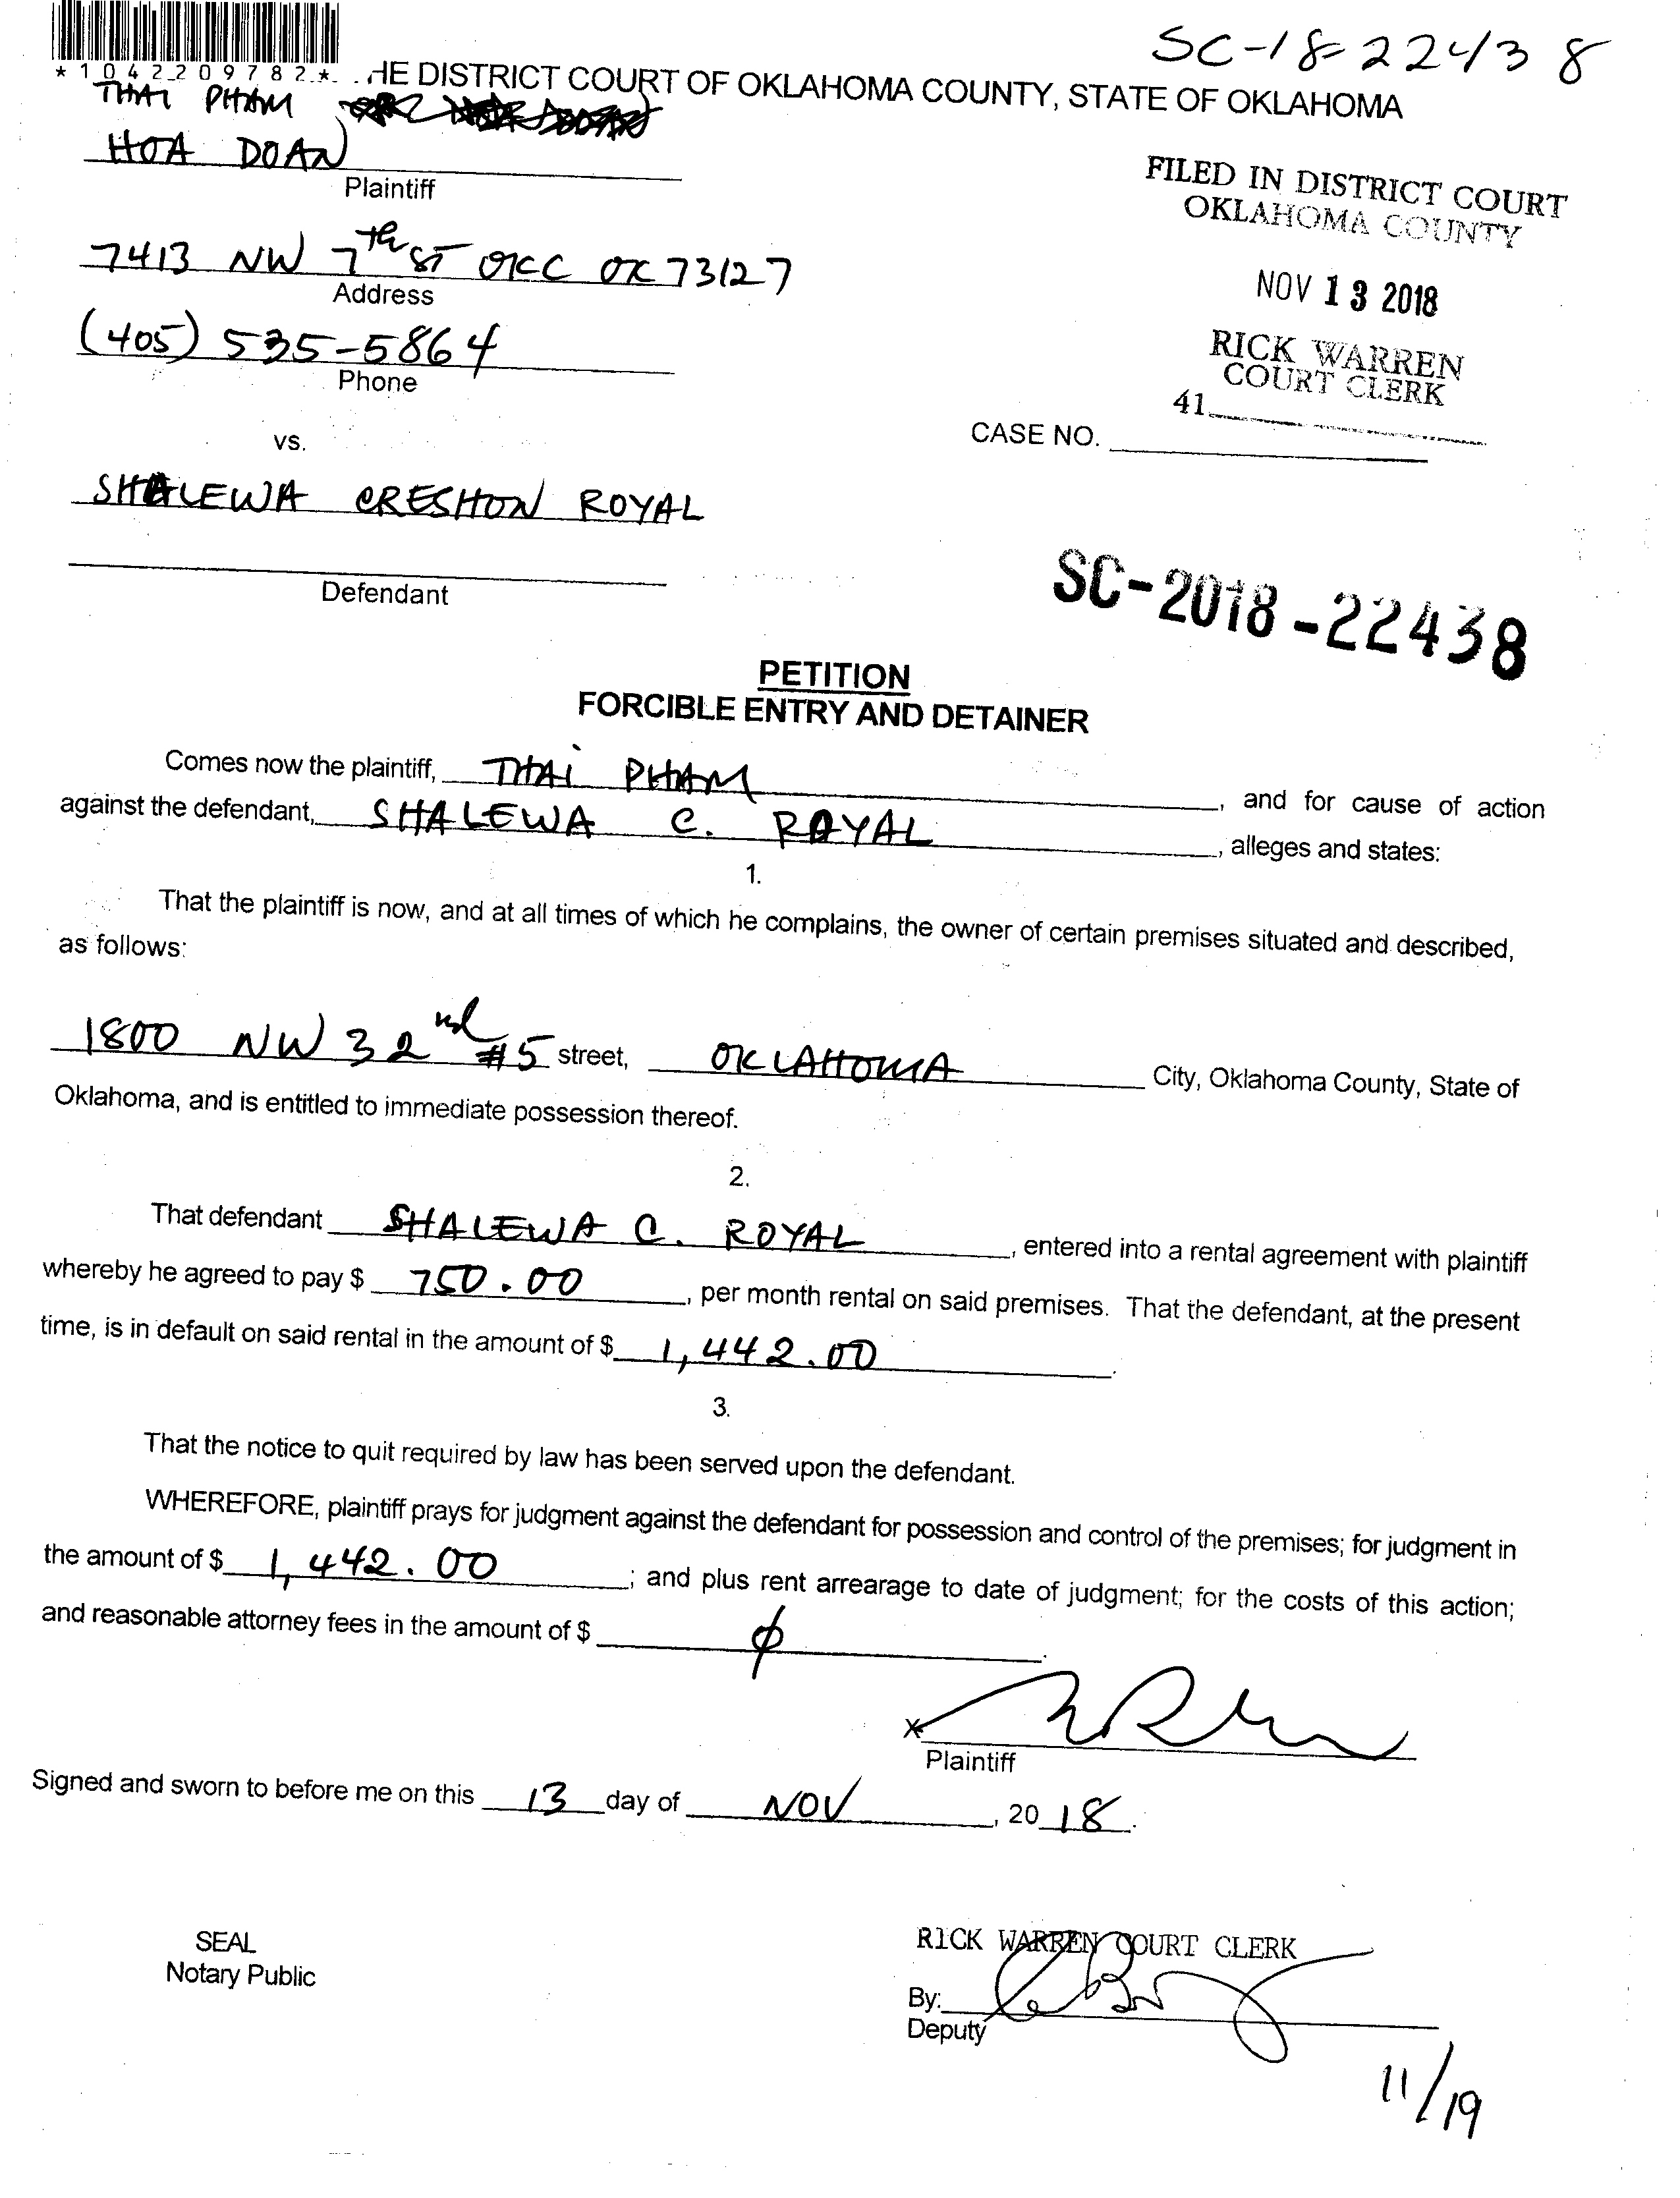 SC-18-22438
*1042209782*
HE DISTRICT COURT OF OKLAHOMA COUNTY, STATE OF OKLAHOMA
THAI PHAM
HOA DOAN
Plaintiff
FILED IN DISTRICT COURT
OKLAHOMA COUNTY
7413 NW 7th ST OKC OK 73127
Address
NOV 13 2018
(405) 535-5864
Phone
RICK WARREN
COURT CLERK
41
vs.
CASE NO.
SHALEWA CRESHON ROYAL
Defendant
SC-2018-22438
PETITION
FORCIBLE ENTRY AND DETAINER
Comes now the plaintiff, THAI PHAM, and for cause of action
against the defendant, SHALEWA C. ROYAL, alleges and states:
1.
That the plaintiff is now, and at all times of which he complains, the owner of certain premises situated and described,
as follows:
1800 NW 32nd #5 street, OKLAHOMA City, Oklahoma County, State of
Oklahoma, and is entitled to immediate possession thereof.
2.
That defendant SHALEWA C. ROYAL, entered into a rental agreement with plaintiff
whereby he agreed to pay $ 750.00, per month rental on said premises. That the defendant, at the present
time, is in default on said rental in the amount of $ 1,442.00.
3.
That the notice to quit required by law has been served upon the defendant.
WHEREFORE, plaintiff prays for judgment against the defendant for possession and control of the premises; for judgment in
the amount of $ 1,442.00; and plus rent arrearage to date of judgment; for the costs of this action;
and reasonable attorney fees in the amount of $ ϕ.
X
Plaintiff
Signed and sworn to before me on this 13 day of NOV, 2018.
SEAL
Notary Public
RICK WARREN COURT CLERK
By:
Deputy
11/19